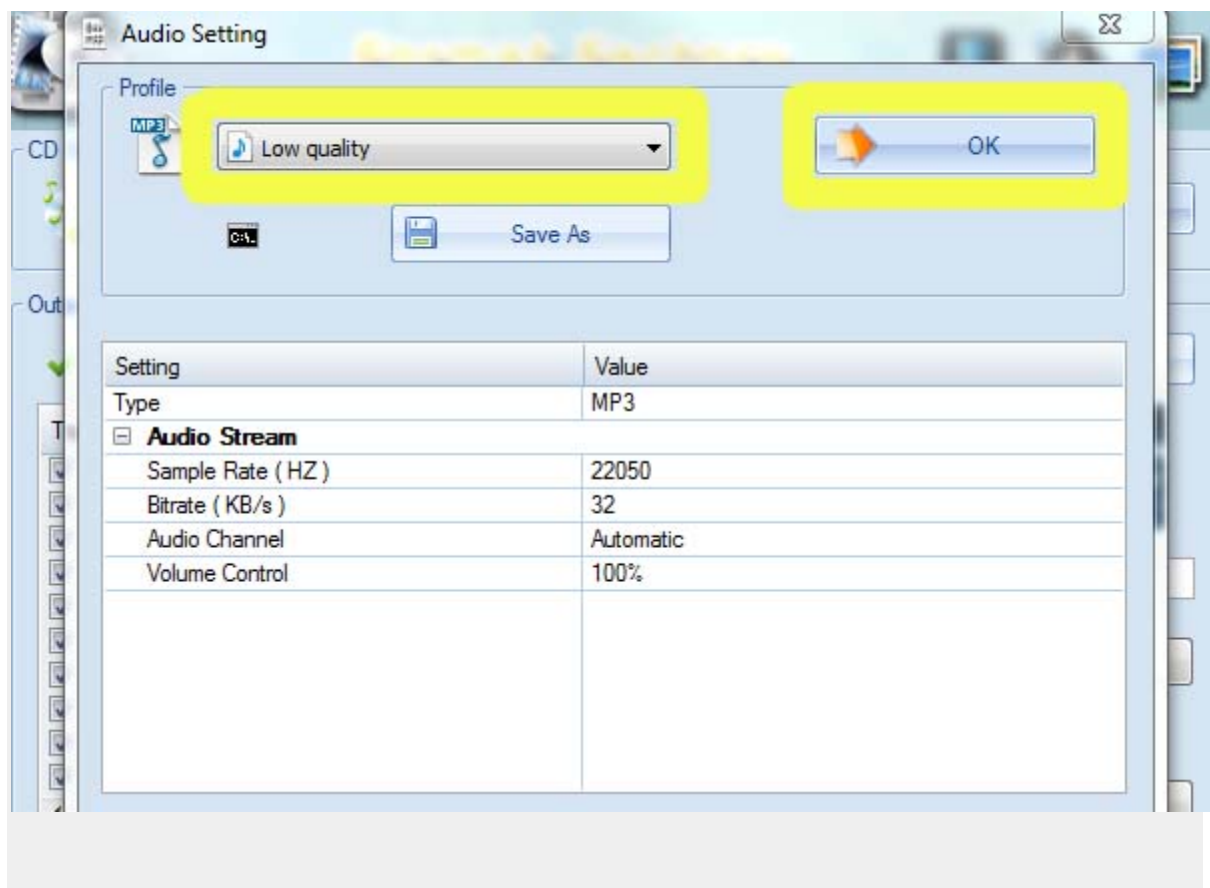 Audio Setting
Profile
MP3
Low quality
OK
CD
C:\.
Save As
Out
Setting Value
Type MP3
Audio Stream
Sample Rate ( HZ ) 22050
Bitrate ( KB/s ) 32
Audio Channel Automatic
Volume Control 100%
T